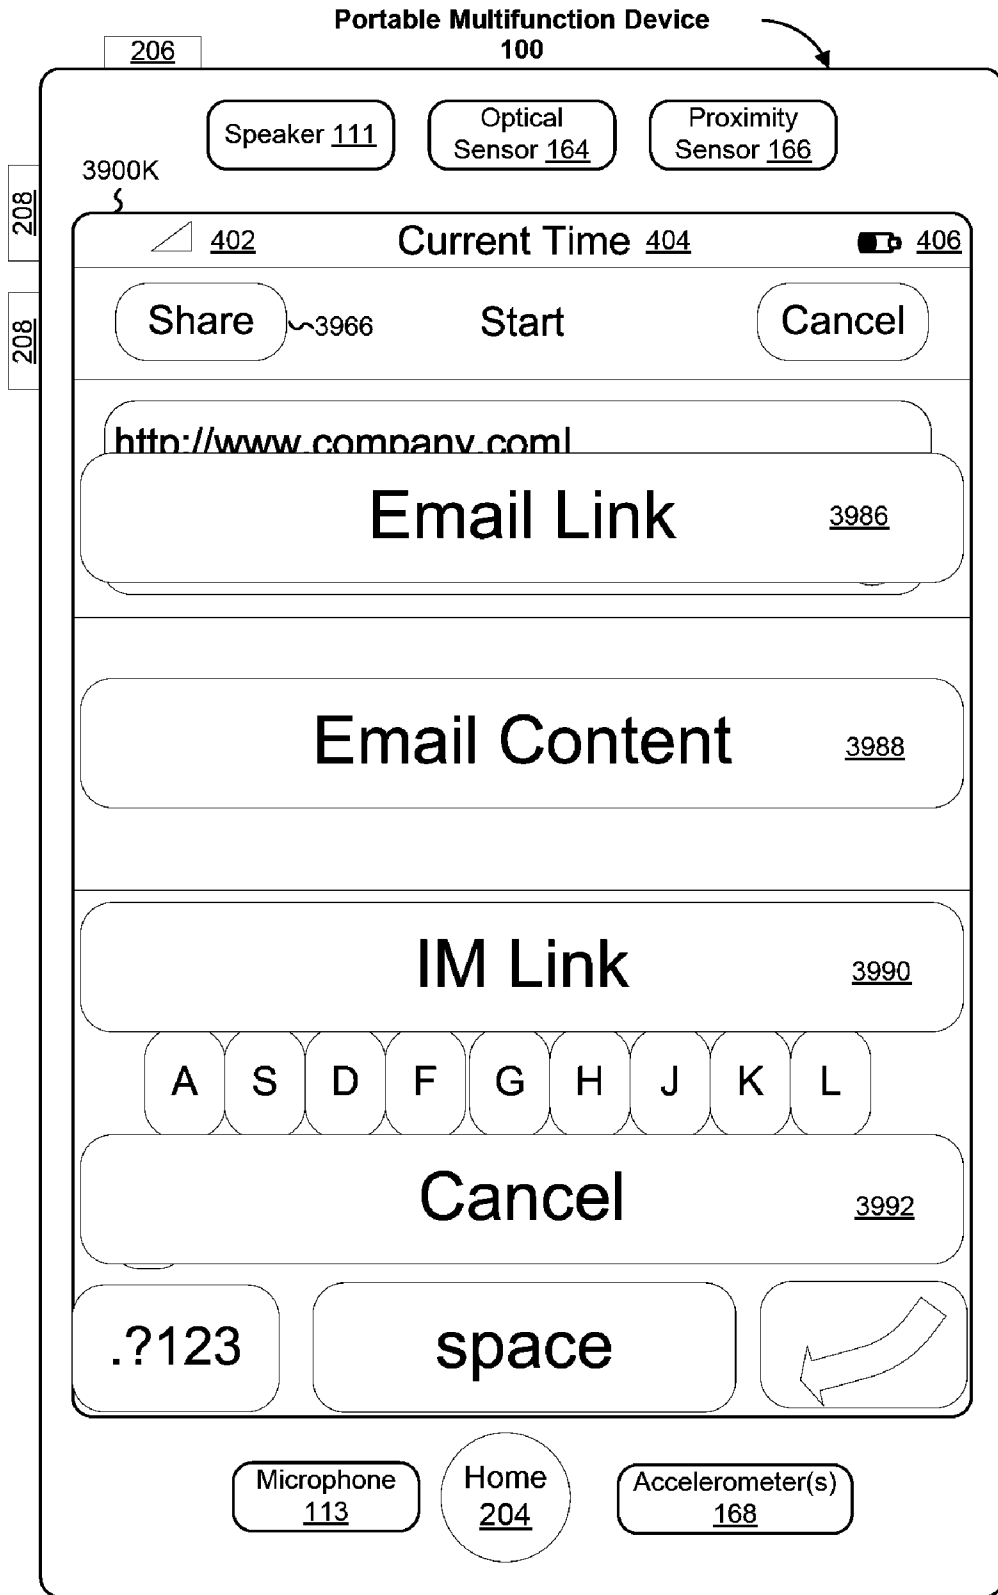 Portable Multifunction Device
100
206
Speaker 111
Optical
Sensor 164
Proximity
Sensor 166
3900K
208
208
402
Current Time 404
406
Share
3966
Start
Cancel
http://www.company.com
Email Link 3986
Email Content 3988
IM Link 3990
A S D F G H J K L
Cancel 3992
.?123
space
Microphone
113
Home
204
Accelerometer(s)
168